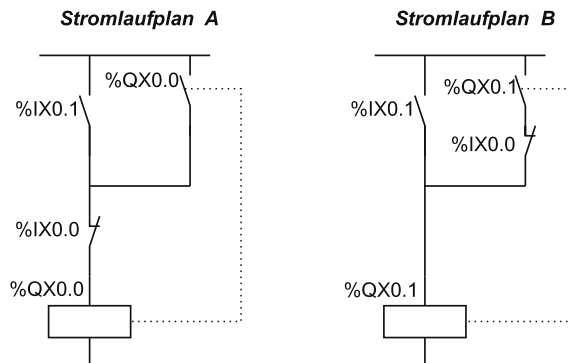 Stromlaufplan A
%QX0.0
%IX0.1
%IX0.0
%QX0.0
Stromlaufplan B
%QX0.1
%IX0.1
%IX0.0
%QX0.1